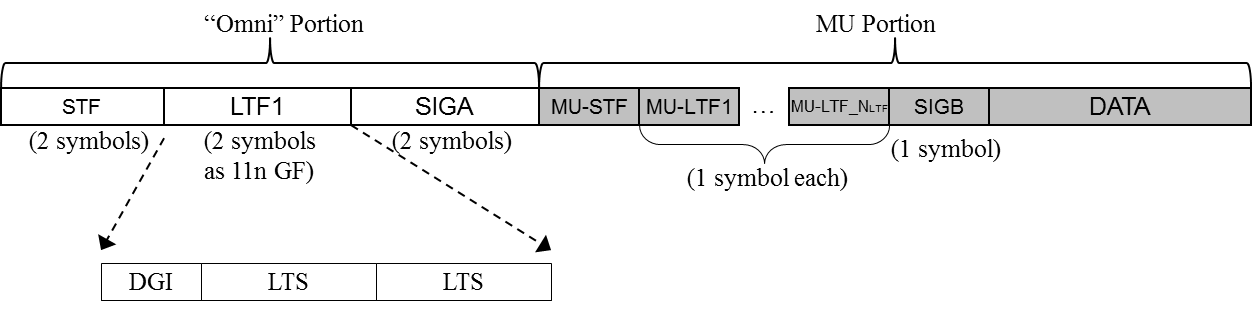 “Omni” Portion
MU Portion
STF
LTF1
SIGA
MU-STF
MU-LTF1
...
MU-LTF_NLTF
SIGB
DATA
(2 symbols)
(2 symbols
as 11n GF)
(2 symbols)
(1 symbol each)
(1 symbol)
DGI
LTS
LTS